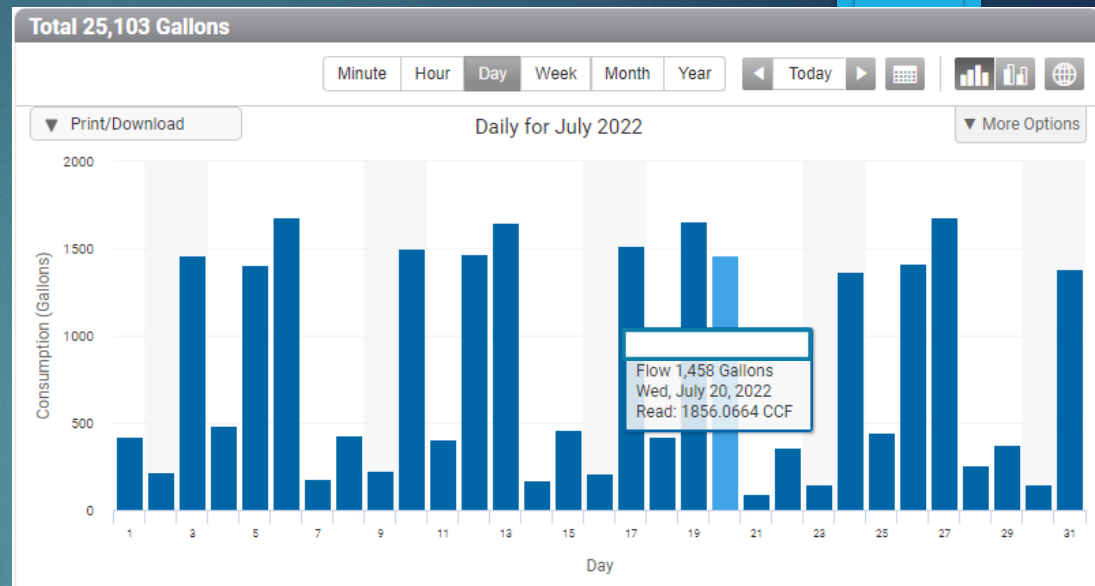 Total 25,103 Gallons
Minute Hour Day Week Month Year Today
Print/Download
Daily for July 2022
More Options
2000
1500
1000
500
0
Consumption (Gallons)
Flow 1,458 Gallons
Wed, July 20, 2022
Read: 1856.0664 CCF
1 3 5 7 9 11 13 15 17 19 21 23 25 27 29 31
Day